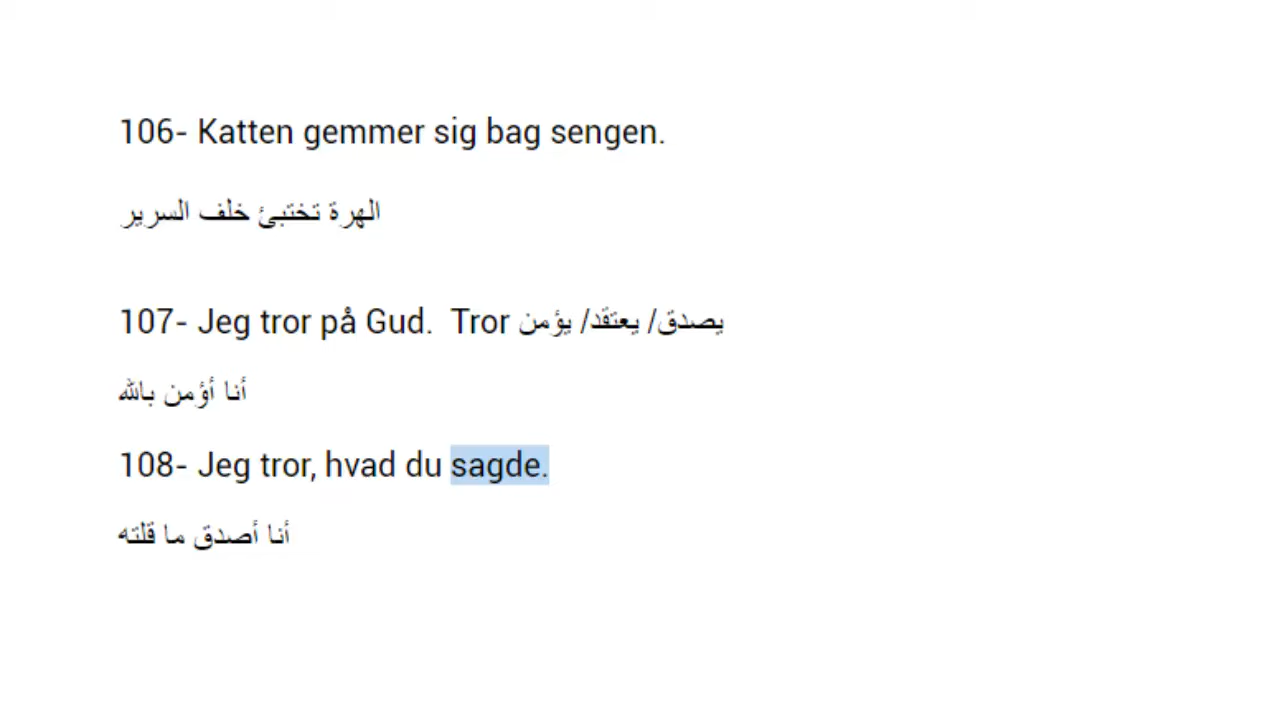 106- Katten gemmer sig bag sengen.
الهرة تختبئ خلف السرير
107- Jeg tror på Gud.  Tror يصدق/ يعتقد/ يؤمن
أنا أؤمن بالله
108- Jeg tror, hvad du sagde.
أنا أصدق ما قلته